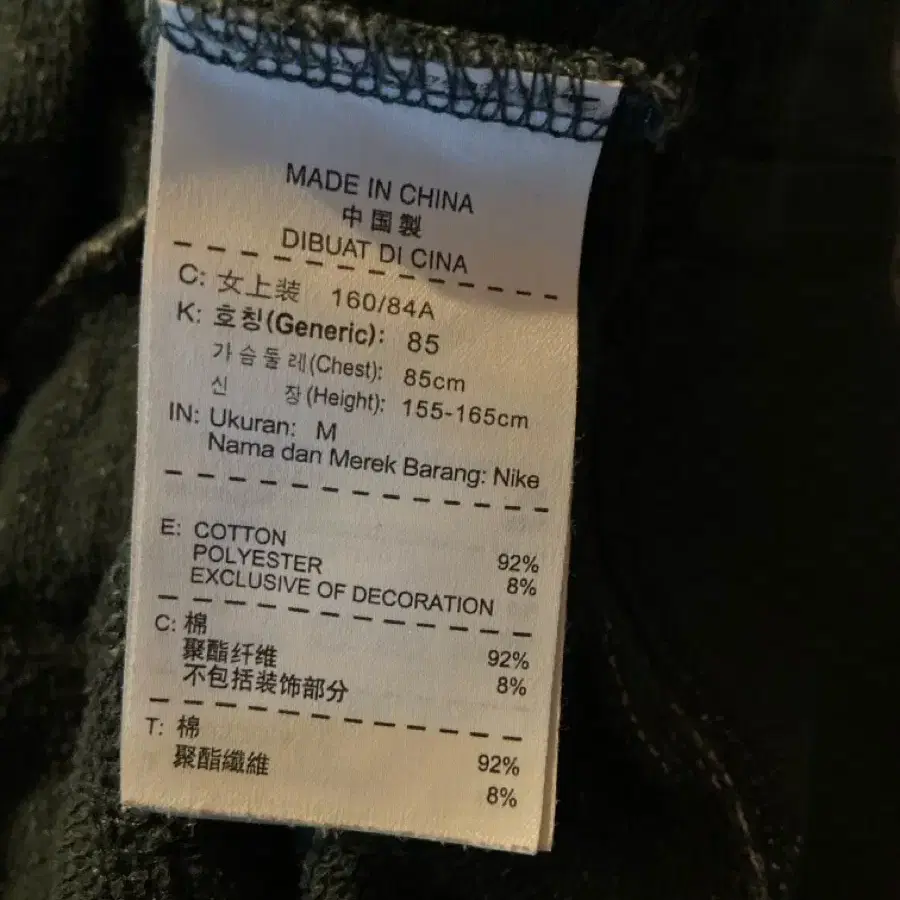 MADE IN CHINA
中国製
DIBUAT DI CINA
C: 女上装 160/84A
K: 호칭(Generic): 85
가슴둘레(Chest): 85cm
신 장(Height): 155-165cm
IN: Ukuran: M
Nama dan Merek Barang: Nike
E: COTTON 92%
POLYESTER 8%
EXCLUSIVE OF DECORATION
C: 棉 92%
聚酯纤维 8%
不包括装饰部分
T: 棉 92%
聚酯纖維 8%